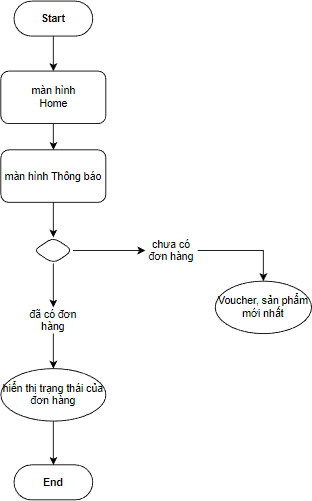 Start
màn hình
Home
màn hình Thông báo
chưa có
đơn hàng
Voucher, sản phẩm
mới nhất
đã có đơn
hàng
hiển thị trạng thái của
đơn hàng
End